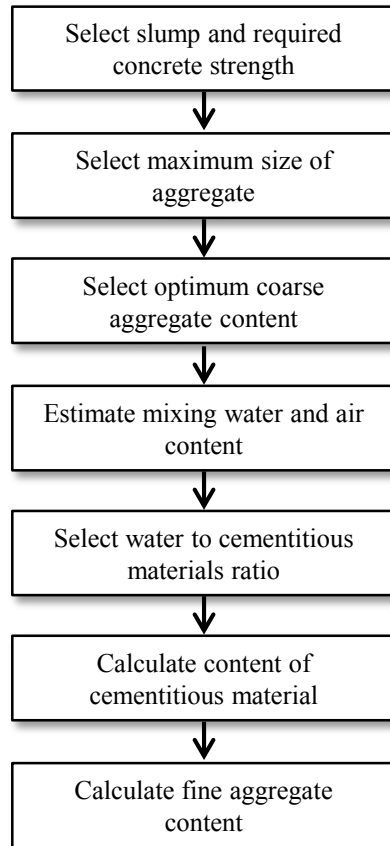 Select slump and required
concrete strength
Select maximum size of
aggregate
Select optimum coarse
aggregate content
Estimate mixing water and air
content
Select water to cementitious
materials ratio
Calculate content of
cementitious material
Calculate fine aggregate
content